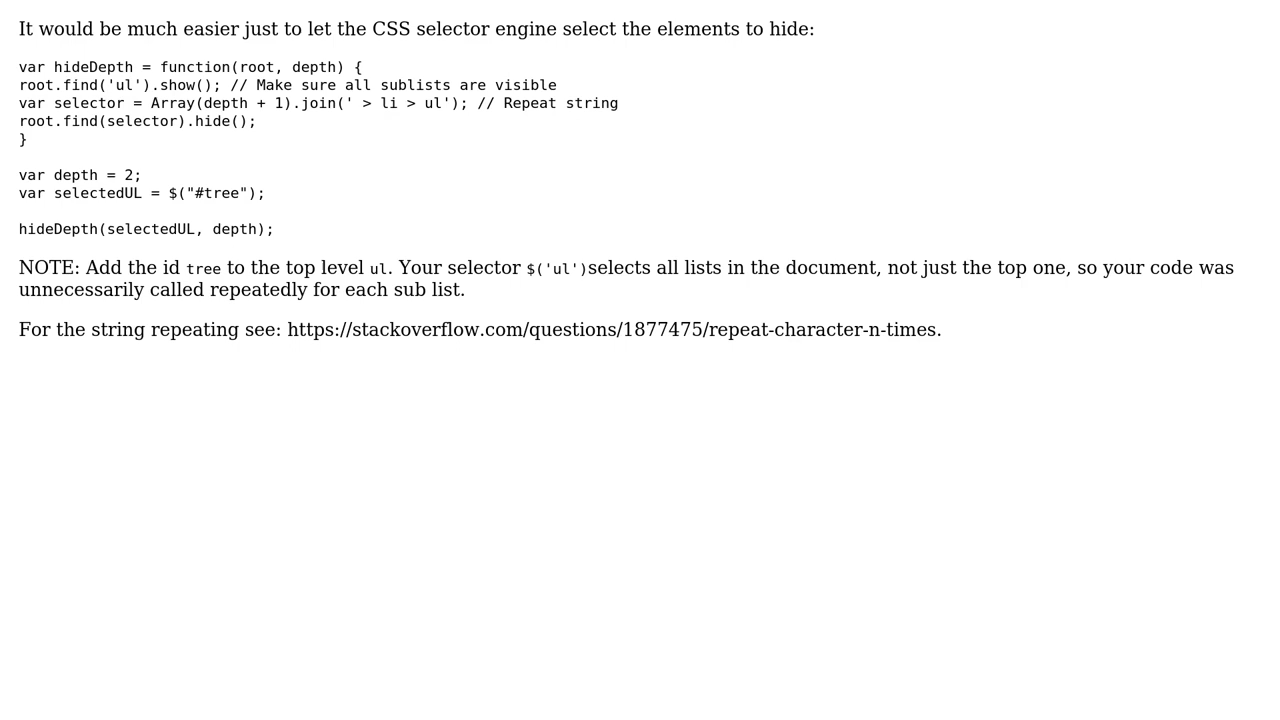 It would be much easier just to let the CSS selector engine select the elements to hide:
var hideDepth = function(root, depth) {
root.find('ul').show(); // Make sure all sublists are visible
var selector = Array(depth + 1).join(' > li > ul'); // Repeat string
root.find(selector).hide();
}
var depth = 2;
var selectedUL = $("#tree");
hideDepth(selectedUL, depth);
NOTE: Add the id tree to the top level ul. Your selector $('ul')selects all lists in the document, not just the top one, so your code was
unnecessarily called repeatedly for each sub list.
For the string repeating see: https://stackoverflow.com/questions/1877475/repeat-character-n-times.